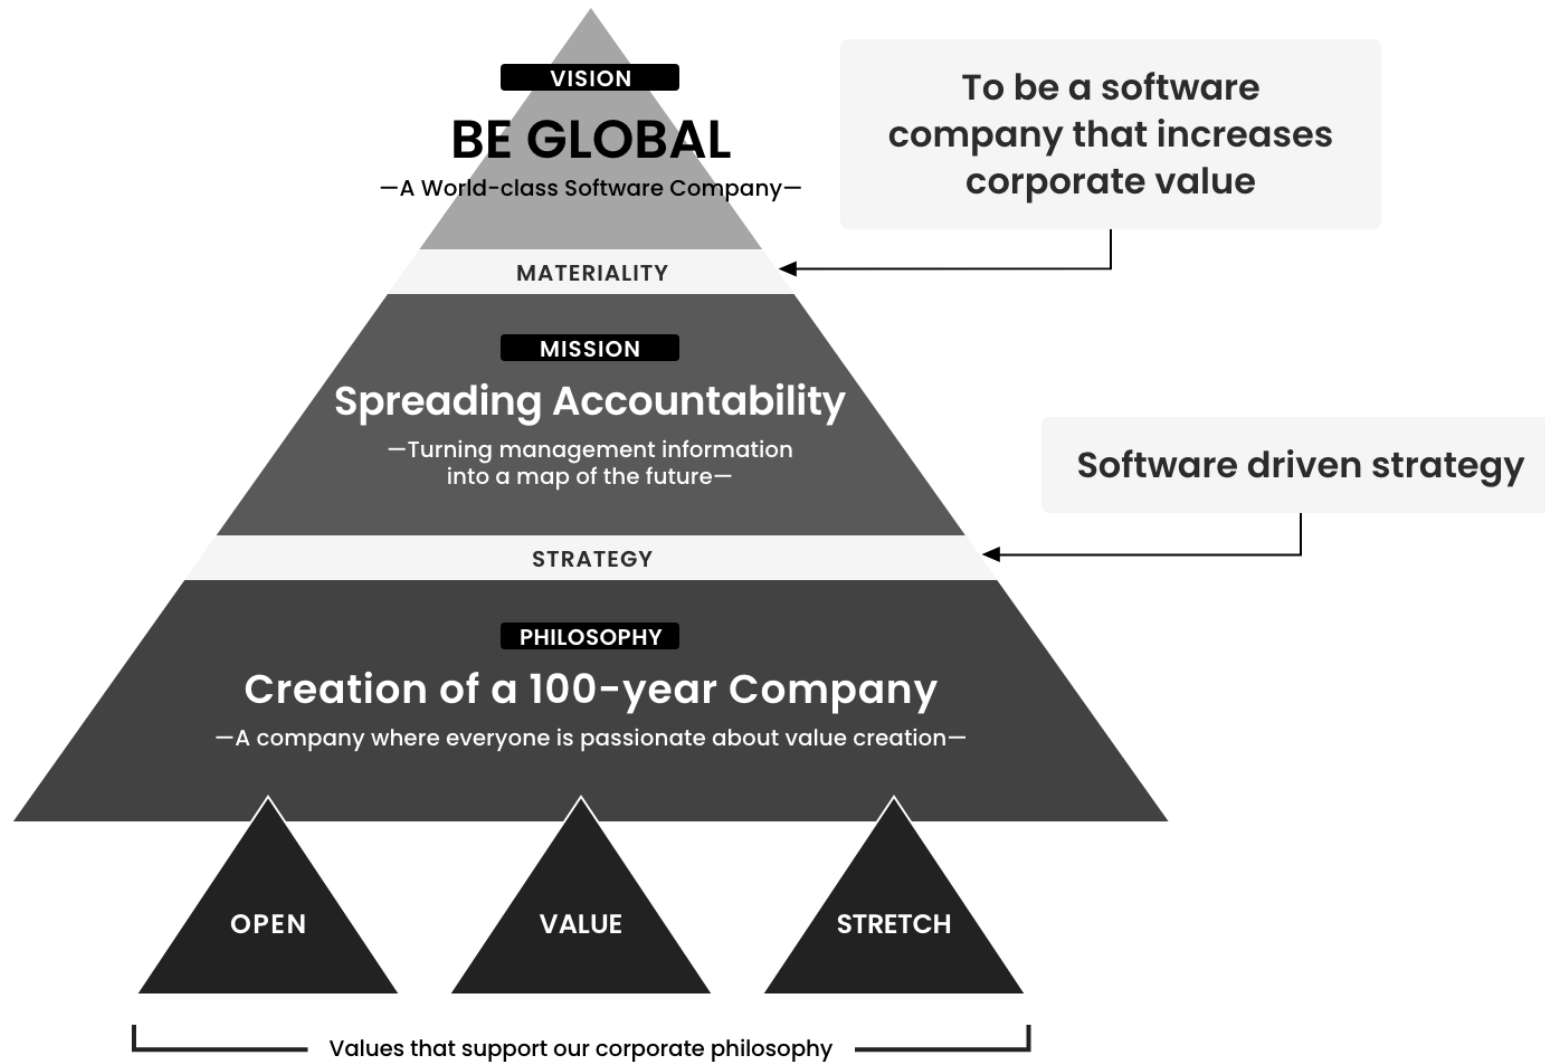 VISION
BE GLOBAL
—A World-class Software Company—
To be a software
company that increases
corporate value
MATERIALITY
MISSION
Spreading Accountability
—Turning management information
into a map of the future—
Software driven strategy
STRATEGY
PHILOSOPHY
Creation of a 100-year Company
—A company where everyone is passionate about value creation—
OPEN
VALUE
STRETCH
Values that support our corporate philosophy